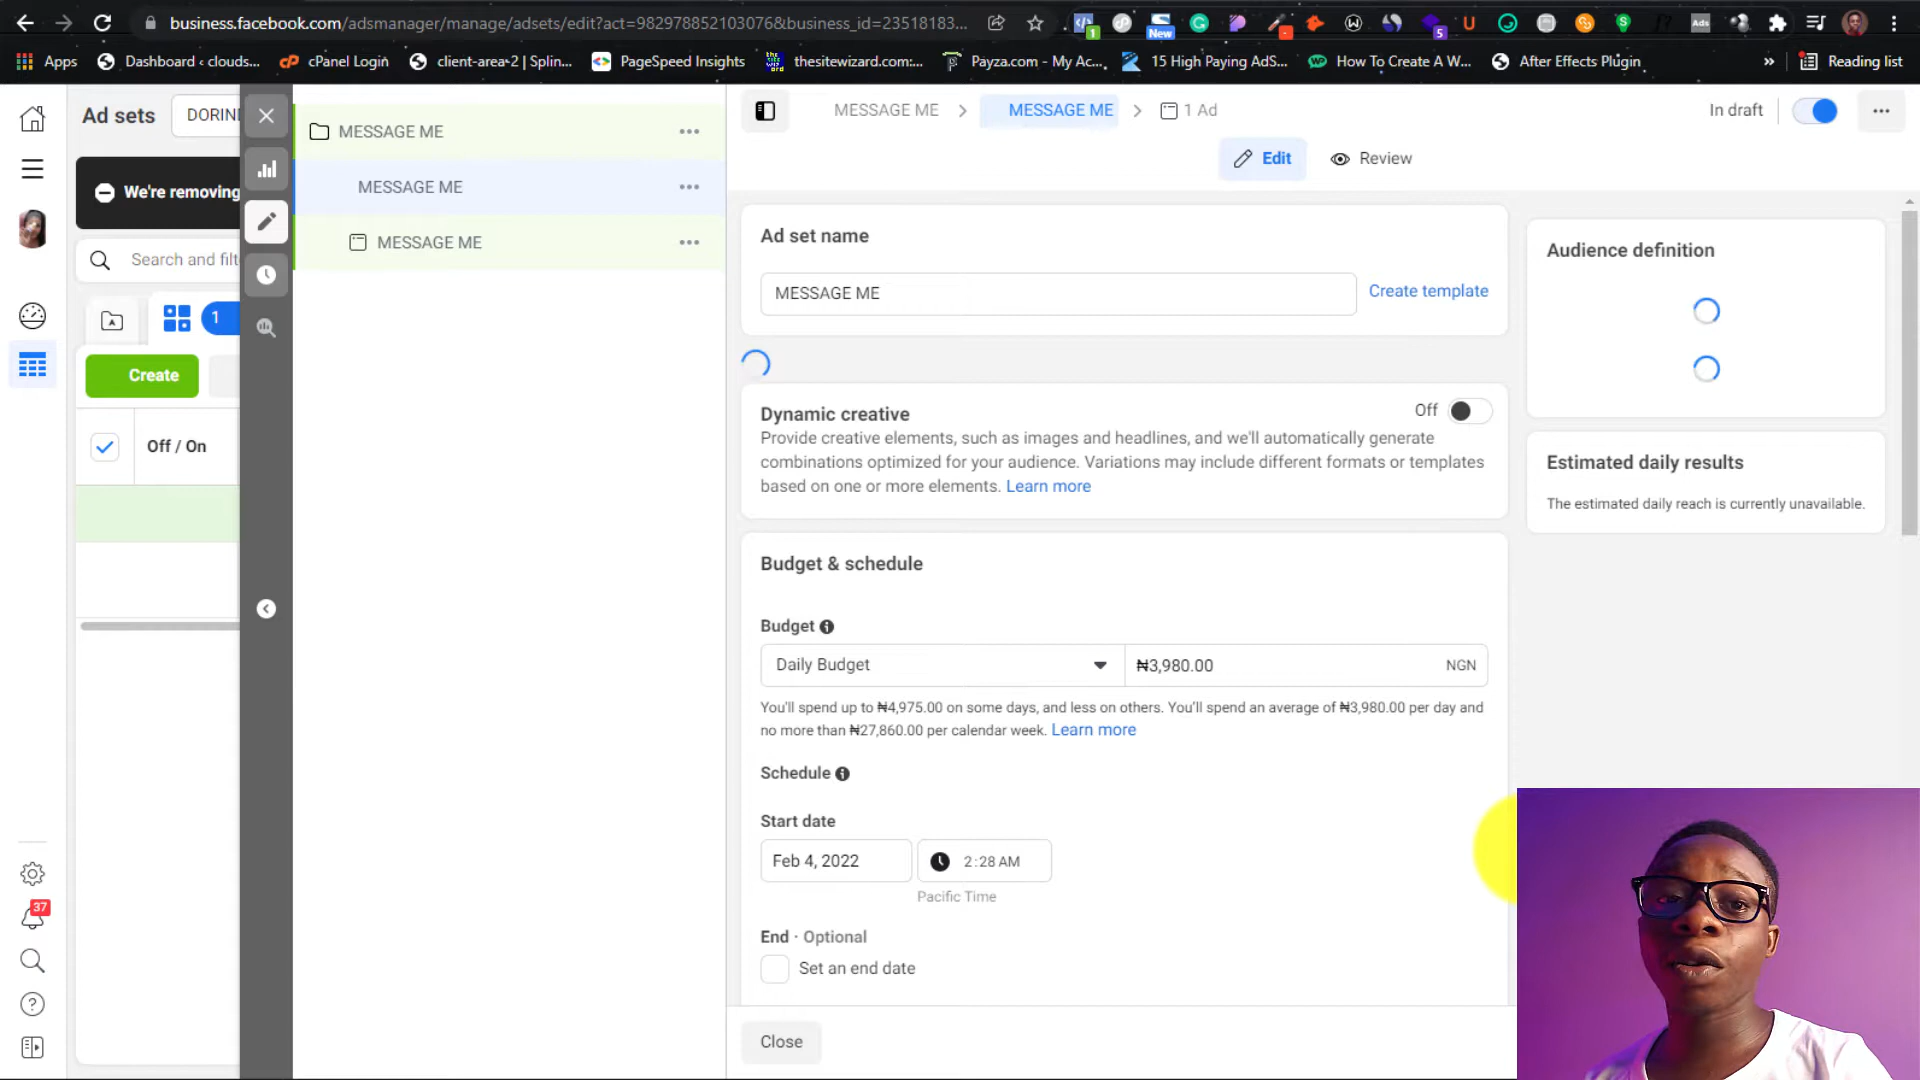 business.facebook.com/adsmanager/manage/adsets/edit?act=982978852103076&business_id=23518183...
1
New
5
Ads
Apps
Dashboard ‹ clouds...
cPanel Login
client-area•2 | Splin...
PageSpeed Insights
thesitewizard.com:...
Payza.com - My Ac...
15 High Paying AdS...
How To Create A W...
After Effects Plugin
»
Reading list
Ad sets
DORIN
We're removing
Search and filt
1
Create
Off / On
37
MESSAGE ME
MESSAGE ME
MESSAGE ME
MESSAGE ME
MESSAGE ME
1 Ad
In draft
Edit
Review
Ad set name
MESSAGE ME
Create template
Dynamic creative
Off
Provide creative elements, such as images and headlines, and we'll automatically generate
combinations optimized for your audience. Variations may include different formats or templates
based on one or more elements. Learn more
Budget & schedule
Budget
Daily Budget
₦3,980.00
NGN
You'll spend up to ₦4,975.00 on some days, and less on others. You'll spend an average of ₦3,980.00 per day and
no more than ₦27,860.00 per calendar week. Learn more
Schedule
Start date
Feb 4, 2022
2:28 AM
Pacific Time
End · Optional
Set an end date
Close
Audience definition
Estimated daily results
The estimated daily reach is currently unavailable.